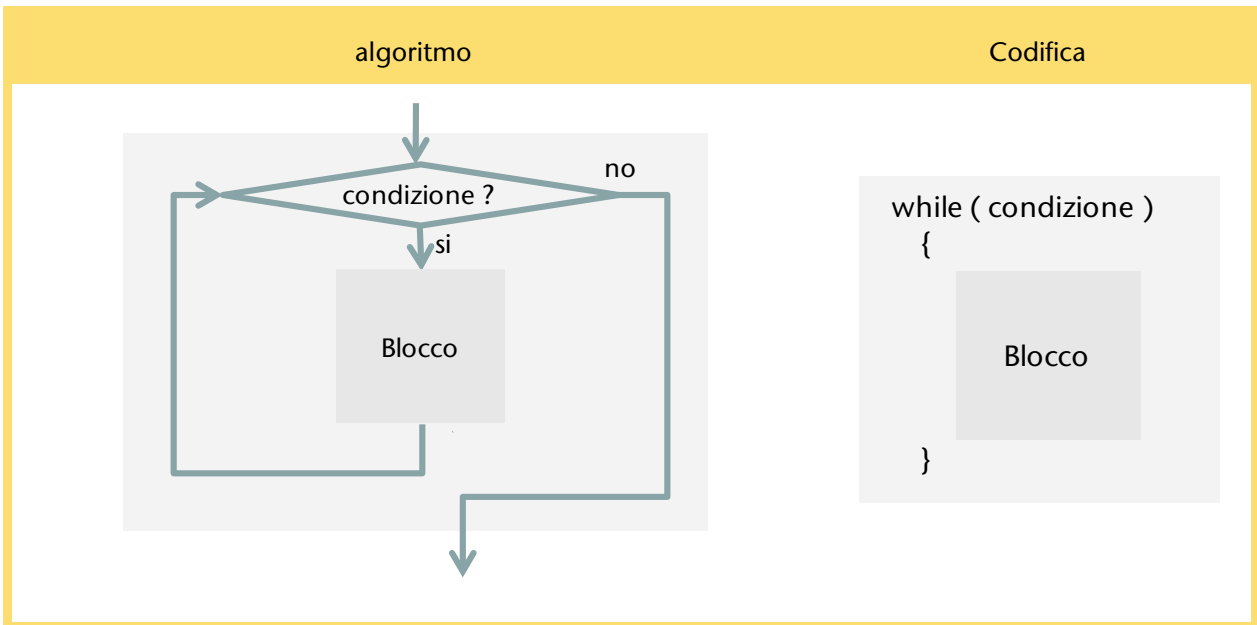 algoritmo
Codifica
condizione ?
no
si
Blocco
while ( condizione )
{
Blocco
}